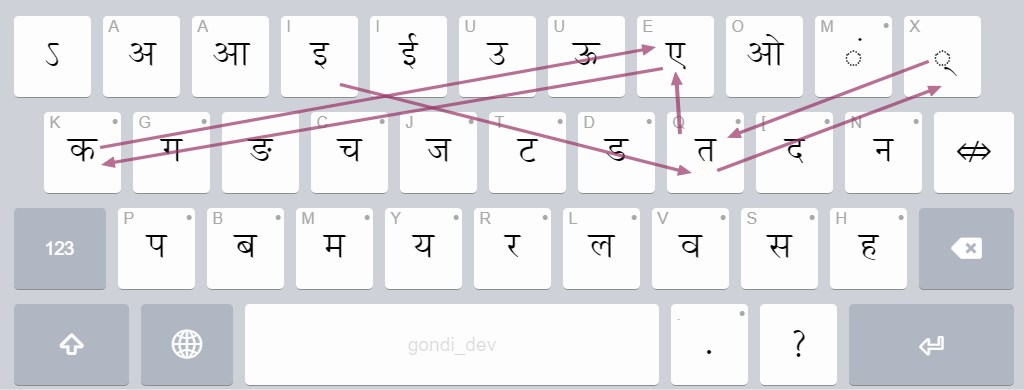 ऽ A अ A आ I इ I ई U उ U ऊ E ए O ओ M ं X ्
K क G ग ङ C च J ज T ट D ड Q त [ द N न
123 P प B ब M म Y य R र L ल V व S स H ह
gondi_dev . ?